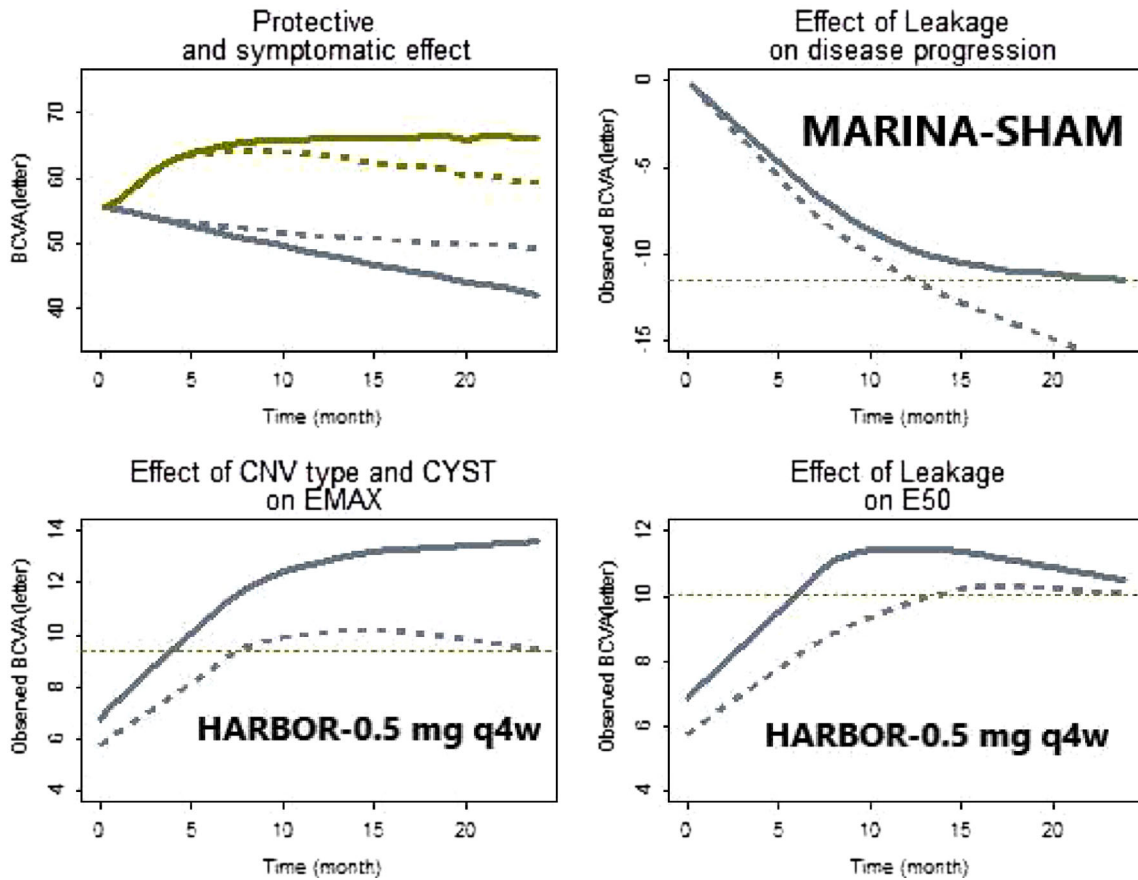 Protective
and symptomatic effect
BCVA(letter)
70
60
50
40
0
5
10
15
20
Time (month)
Effect of Leakage
on disease progression
MARINA-SHAM
Observed BCVA(letter)
0
-5
-10
-15
0
5
10
15
20
Time (month)
Effect of CNV type and CYST
on EMAX
HARBOR-0.5 mg q4w
Observed BCVA(letter)
14
12
10
8
6
4
0
5
10
15
20
Time (month)
Effect of Leakage
on E50
HARBOR-0.5 mg q4w
Observed BCVA(letter)
12
10
8
6
4
0
5
10
15
20
Time (month)